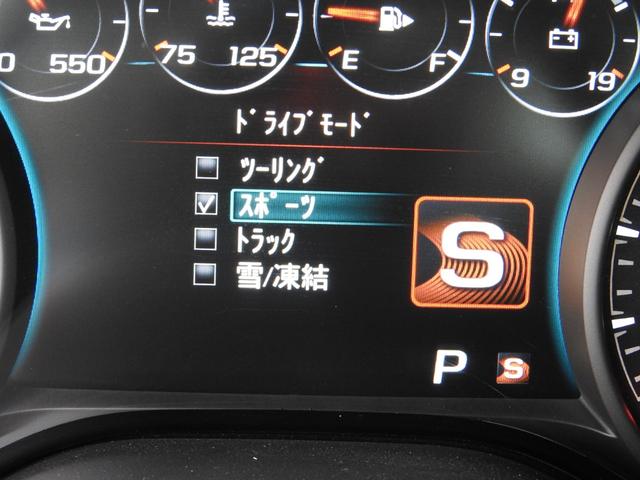 0 550 75 125 E F 9 19
ﾄﾞﾗｲﾌﾞﾓｰﾄﾞ
ﾂｰﾘﾝｸﾞ
ｽﾎﾟｰﾂ
トラック
雪/凍結
S
P S